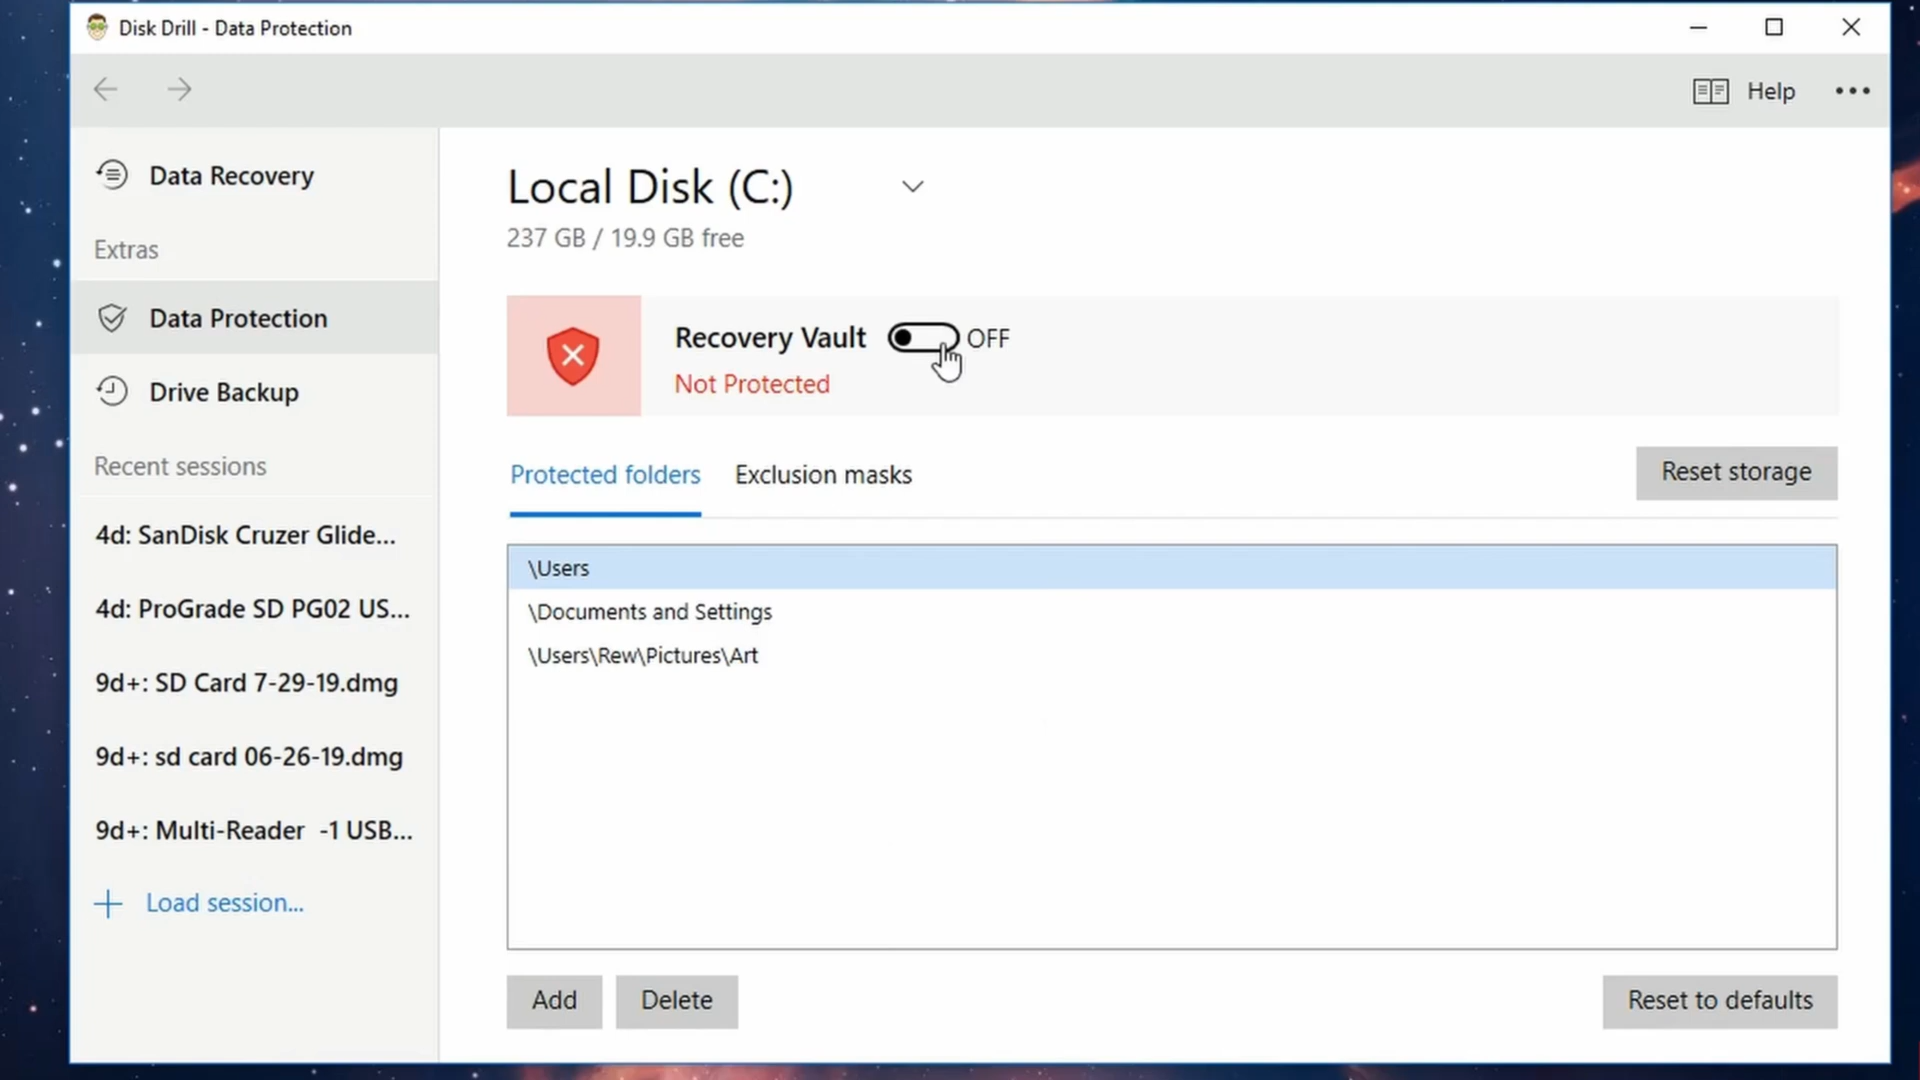 Disk Drill - Data Protection
Help
Data Recovery
Extras
Data Protection
Drive Backup
Recent sessions
4d: SanDisk Cruzer Glide...
4d: ProGrade SD PG02 US...
9d+: SD Card 7-29-19.dmg
9d+: sd card 06-26-19.dmg
9d+: Multi-Reader  -1 USB...
Load session...
Local Disk (C:)
237 GB / 19.9 GB free
Recovery Vault OFF
Not Protected
Protected folders Exclusion masks
Reset storage
\Users
\Documents and Settings
\Users\Rew\Pictures\Art
Add Delete
Reset to defaults